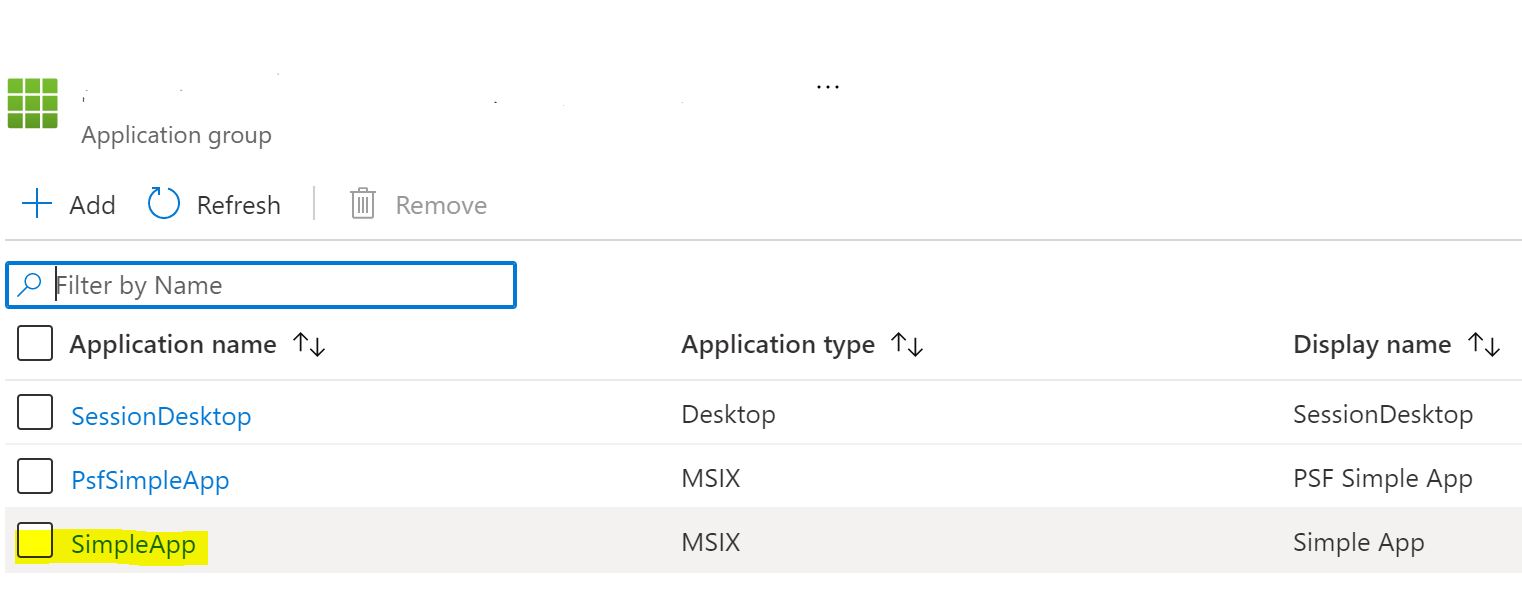 ...
Application group
Add Refresh Remove
Filter by Name
Application name Application type Display name
SessionDesktop Desktop SessionDesktop
PsfSimpleApp MSIX PSF Simple App
SimpleApp MSIX Simple App